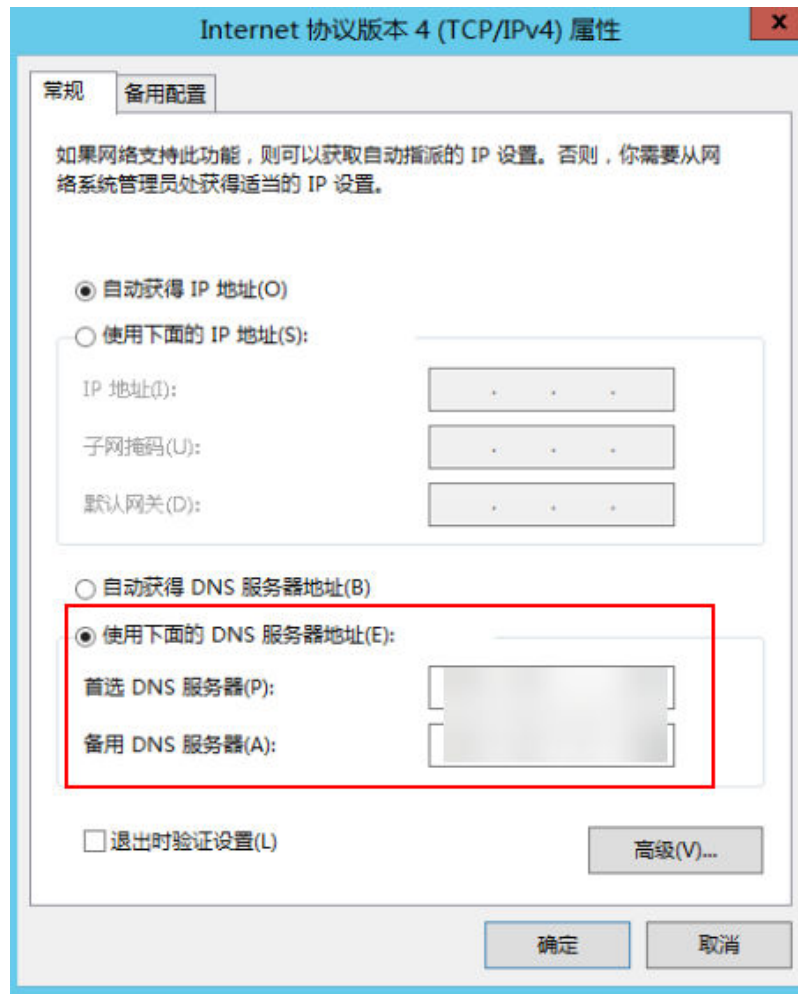 Internet 协议版本 4 (TCP/IPv4) 属性
x
常规
备用配置
如果网络支持此功能，则可以获取自动指派的 IP 设置。否则，你需要从网
络系统管理员处获得适当的 IP 设置。
自动获得 IP 地址(O)
使用下面的 IP 地址(S):
IP 地址(I):
. . .
子网掩码(U):
. . .
默认网关(D):
. . .
自动获得 DNS 服务器地址(B)
使用下面的 DNS 服务器地址(E):
首选 DNS 服务器(P):
备用 DNS 服务器(A):
退出时验证设置(L)
高级(V)...
确定
取消